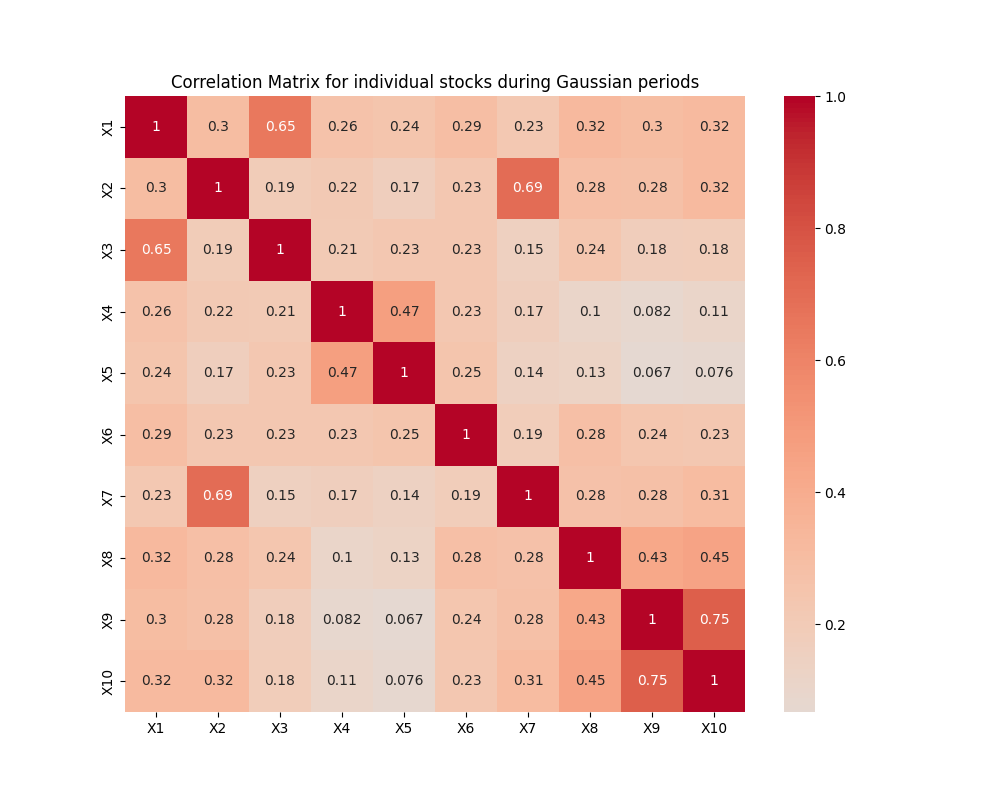 Correlation Matrix for individual stocks during Gaussian periods
X1 1 0.3 0.65 0.26 0.24 0.29 0.23 0.32 0.3 0.32
X2 0.3 1 0.19 0.22 0.17 0.23 0.69 0.28 0.28 0.32
X3 0.65 0.19 1 0.21 0.23 0.23 0.15 0.24 0.18 0.18
X4 0.26 0.22 0.21 1 0.47 0.23 0.17 0.1 0.082 0.11
X5 0.24 0.17 0.23 0.47 1 0.25 0.14 0.13 0.067 0.076
X6 0.29 0.23 0.23 0.23 0.25 1 0.19 0.28 0.24 0.23
X7 0.23 0.69 0.15 0.17 0.14 0.19 1 0.28 0.28 0.31
X8 0.32 0.28 0.24 0.1 0.13 0.28 0.28 1 0.43 0.45
X9 0.3 0.28 0.18 0.082 0.067 0.24 0.28 0.43 1 0.75
X10 0.32 0.32 0.18 0.11 0.076 0.23 0.31 0.45 0.75 1
X1 X2 X3 X4 X5 X6 X7 X8 X9 X10
1.0
0.8
0.6
0.4
0.2